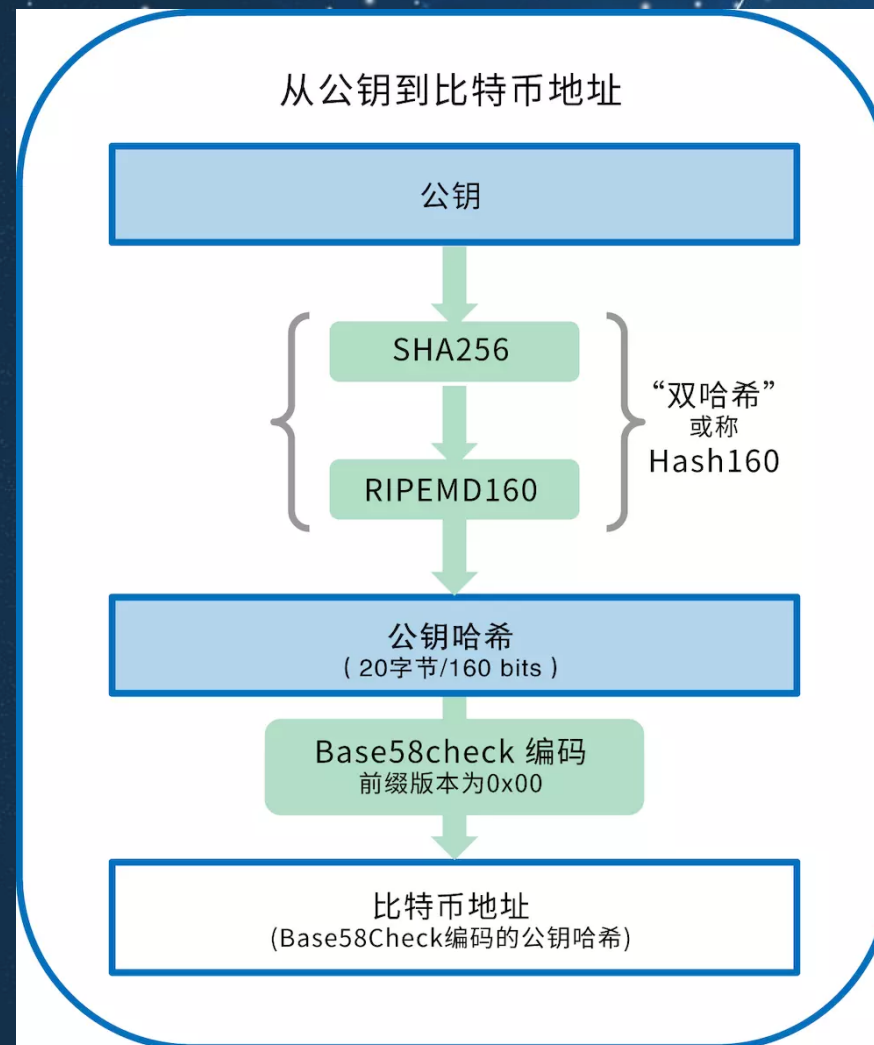 从公钥到比特币地址
公钥
SHA256
RIPEMD160
“双哈希”
或称
Hash160
公钥哈希
( 20字节/160 bits )
Base58check 编码
前缀版本为0x00
比特币地址
(Base58Check编码的公钥哈希)